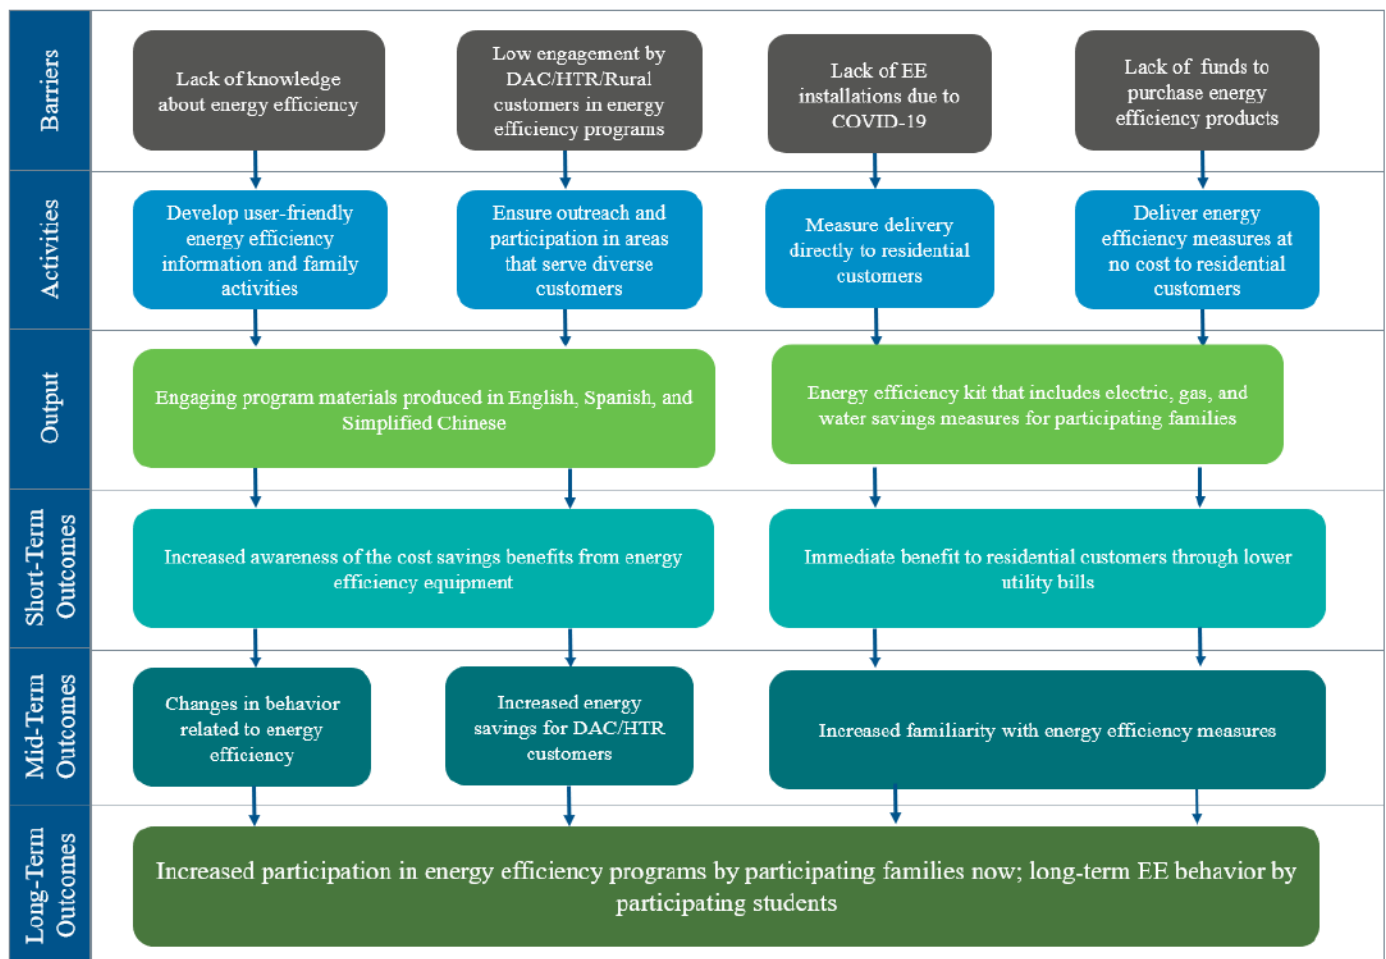 Barriers
Lack of knowledge
about energy efficiency
Low engagement by
DAC/HTR/Rural
customers in energy
efficiency programs
Lack of EE
installations due to
COVID-19
Lack of funds to
purchase energy
efficiency products
Activities
Develop user-friendly
energy efficiency
information and family
activities
Ensure outreach and
participation in areas
that serve diverse
customers
Measure delivery
directly to residential
customers
Deliver energy
efficiency measures at
no cost to residential
customers
Output
Engaging program materials produced in English, Spanish, and
Simplified Chinese
Energy efficiency kit that includes electric, gas, and
water savings measures for participating families
Short-Term
Outcomes
Increased awareness of the cost savings benefits from energy
efficiency equipment
Immediate benefit to residential customers through lower
utility bills
Mid-Term
Outcomes
Changes in behavior
related to energy
efficiency
Increased energy
savings for DAC/HTR
customers
Increased familiarity with energy efficiency measures
Long-Term
Outcomes
Increased participation in energy efficiency programs by participating families now; long-term EE behavior by
participating students